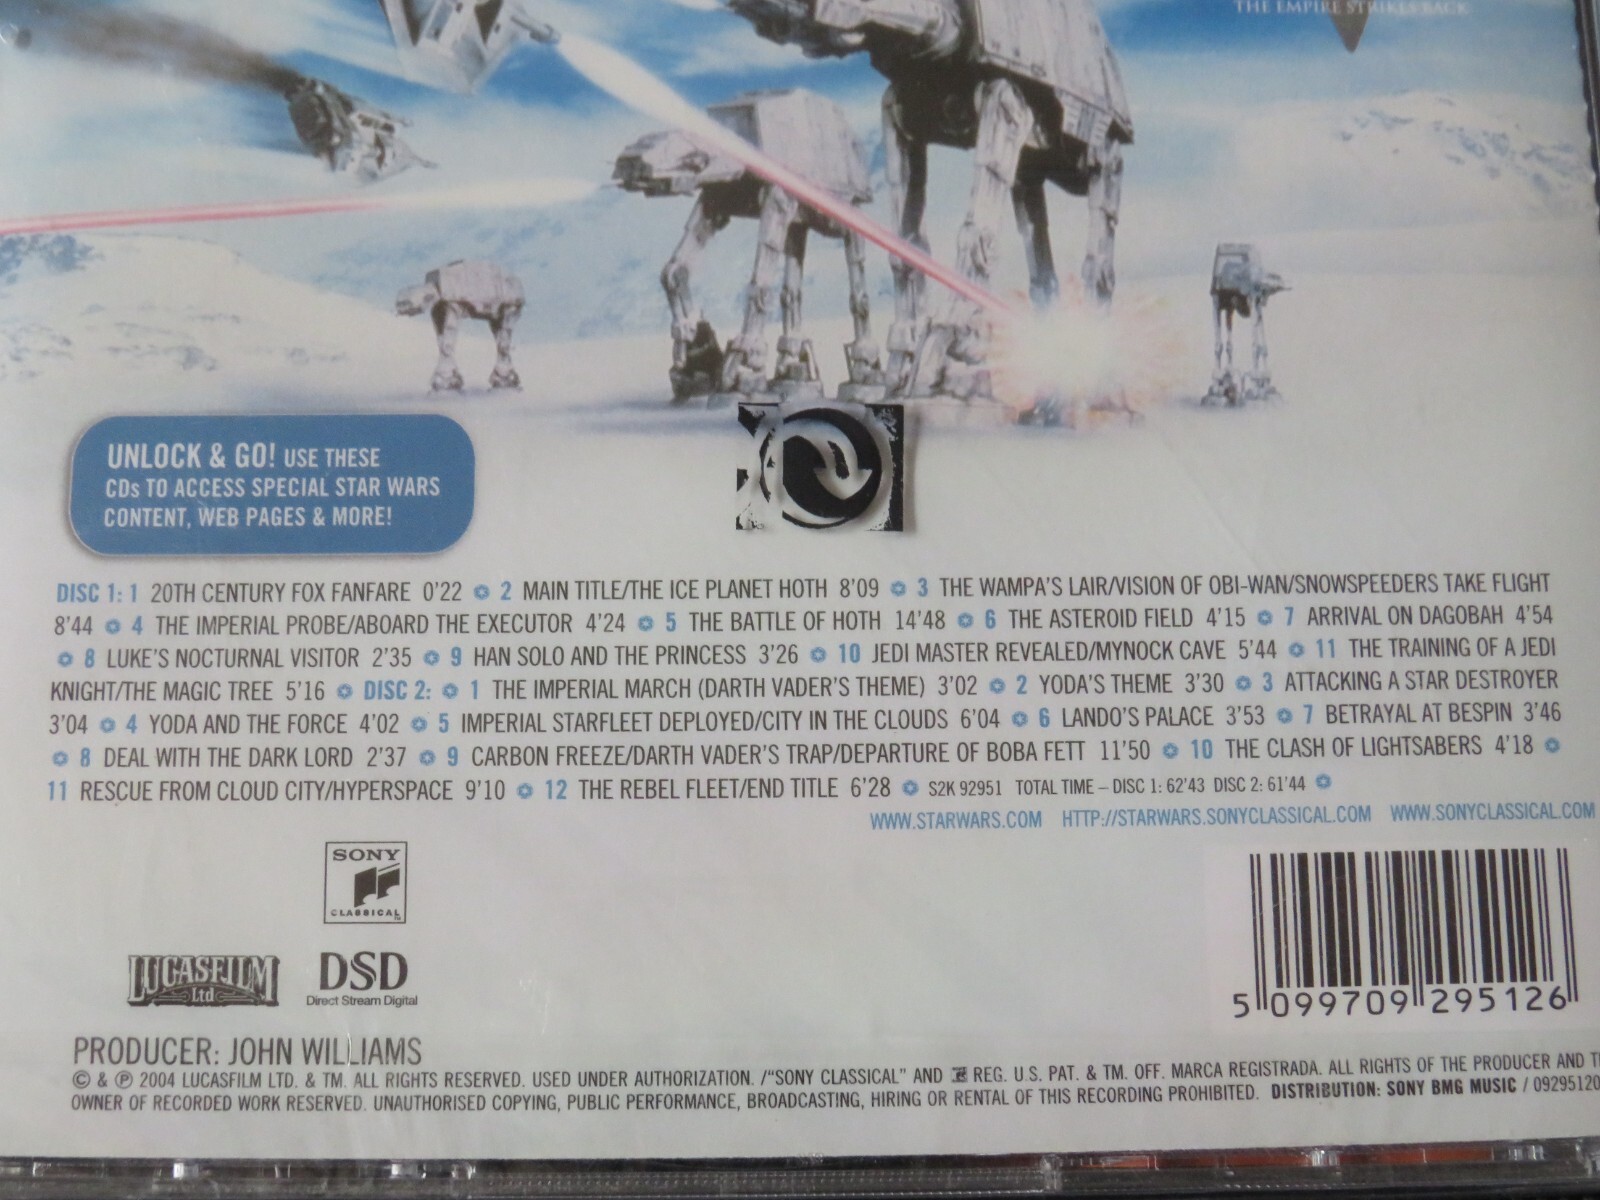 THE EMPIRE STRIKES BACK
UNLOCK & GO! USE THESE
CDs TO ACCESS SPECIAL STAR WARS
CONTENT, WEB PAGES & MORE!
DISC 1: 1 20TH CENTURY FOX FANFARE 0'22 2 MAIN TITLE/THE ICE PLANET HOTH 8'09 3 THE WAMPA'S LAIR/VISION OF OBI-WAN/SNOWSPEEDERS TAKE FLIGHT
8'44 4 THE IMPERIAL PROBE/ABOARD THE EXECUTOR 4'24 5 THE BATTLE OF HOTH 14'48 6 THE ASTEROID FIELD 4'15 7 ARRIVAL ON DAGOBAH 4'54
8 LUKE'S NOCTURNAL VISITOR 2'35 9 HAN SOLO AND THE PRINCESS 3'26 10 JEDI MASTER REVEALED/MYNOCK CAVE 5'44 11 THE TRAINING OF A JEDI
KNIGHT/THE MAGIC TREE 5'16 DISC 2: 1 THE IMPERIAL MARCH (DARTH VADER'S THEME) 3'02 2 YODA'S THEME 3'30 3 ATTACKING A STAR DESTROYER
3'04 4 YODA AND THE FORCE 4'02 5 IMPERIAL STARFLEET DEPLOYED/CITY IN THE CLOUDS 6'04 6 LANDO'S PALACE 3'53 7 BETRAYAL AT BESPIN 3'46
8 DEAL WITH THE DARK LORD 2'37 9 CARBON FREEZE/DARTH VADER'S TRAP/DEPARTURE OF BOBA FETT 11'50 10 THE CLASH OF LIGHTSABERS 4'18
11 RESCUE FROM CLOUD CITY/HYPERSPACE 9'10 12 THE REBEL FLEET/END TITLE 6'28 S2K 92951 TOTAL TIME – DISC 1: 62'43 DISC 2: 61'44
WWW.STARWARS.COM HTTP://STARWARS.SONYCLASSICAL.COM WWW.SONYCLASSICAL.COM
SONY
CLASSICAL
LUCASFILM
Ltd
DSD
Direct Stream Digital
5 099709 295126
PRODUCER: JOHN WILLIAMS
© & ℗ 2004 LUCASFILM LTD. & TM. ALL RIGHTS RESERVED. USED UNDER AUTHORIZATION. /"SONY CLASSICAL" AND REG. U.S. PAT. & TM. OFF. MARCA REGISTRADA. ALL RIGHTS OF THE PRODUCER AND
OWNER OF RECORDED WORK RESERVED. UNAUTHORISED COPYING, PUBLIC PERFORMANCE, BROADCASTING, HIRING OR RENTAL OF THIS RECORDING PROHIBITED. DISTRIBUTION: SONY BMG MUSIC / 09295120